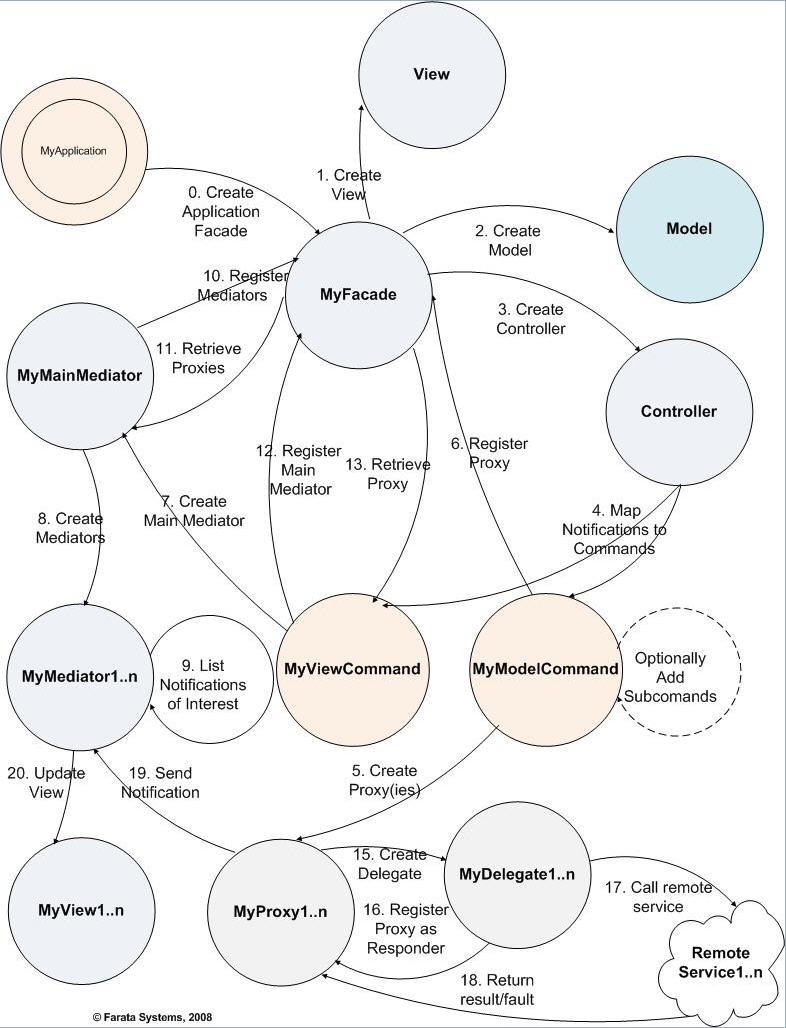 View
MyApplication
1. Create
View
0. Create
Application
Facade
2. Create
Model
Model
10. Register
Mediators
MyFacade
3. Create
Controller
11. Retrieve
Proxies
MyMainMediator
Controller
12. Register
Main
Mediator
13. Retrieve
Proxy
6. Register
Proxy
7. Create
Main Mediator
8. Create
Mediators
4. Map
Notifications to
Commands
MyMediator1..n
9. List
Notifications
of Interest
MyViewCommand
MyModelCommand
Optionally
Add
Subcomands
20. Update
View
19. Send
Notification
5. Create
Proxy(ies)
15. Create
Delegate
MyDelegate1..n
17. Call remote
service
MyView1..n
MyProxy1..n
16. Register
Proxy as
Responder
Remote
Service1..n
18. Return
result/fault
© Farata Systems, 2008